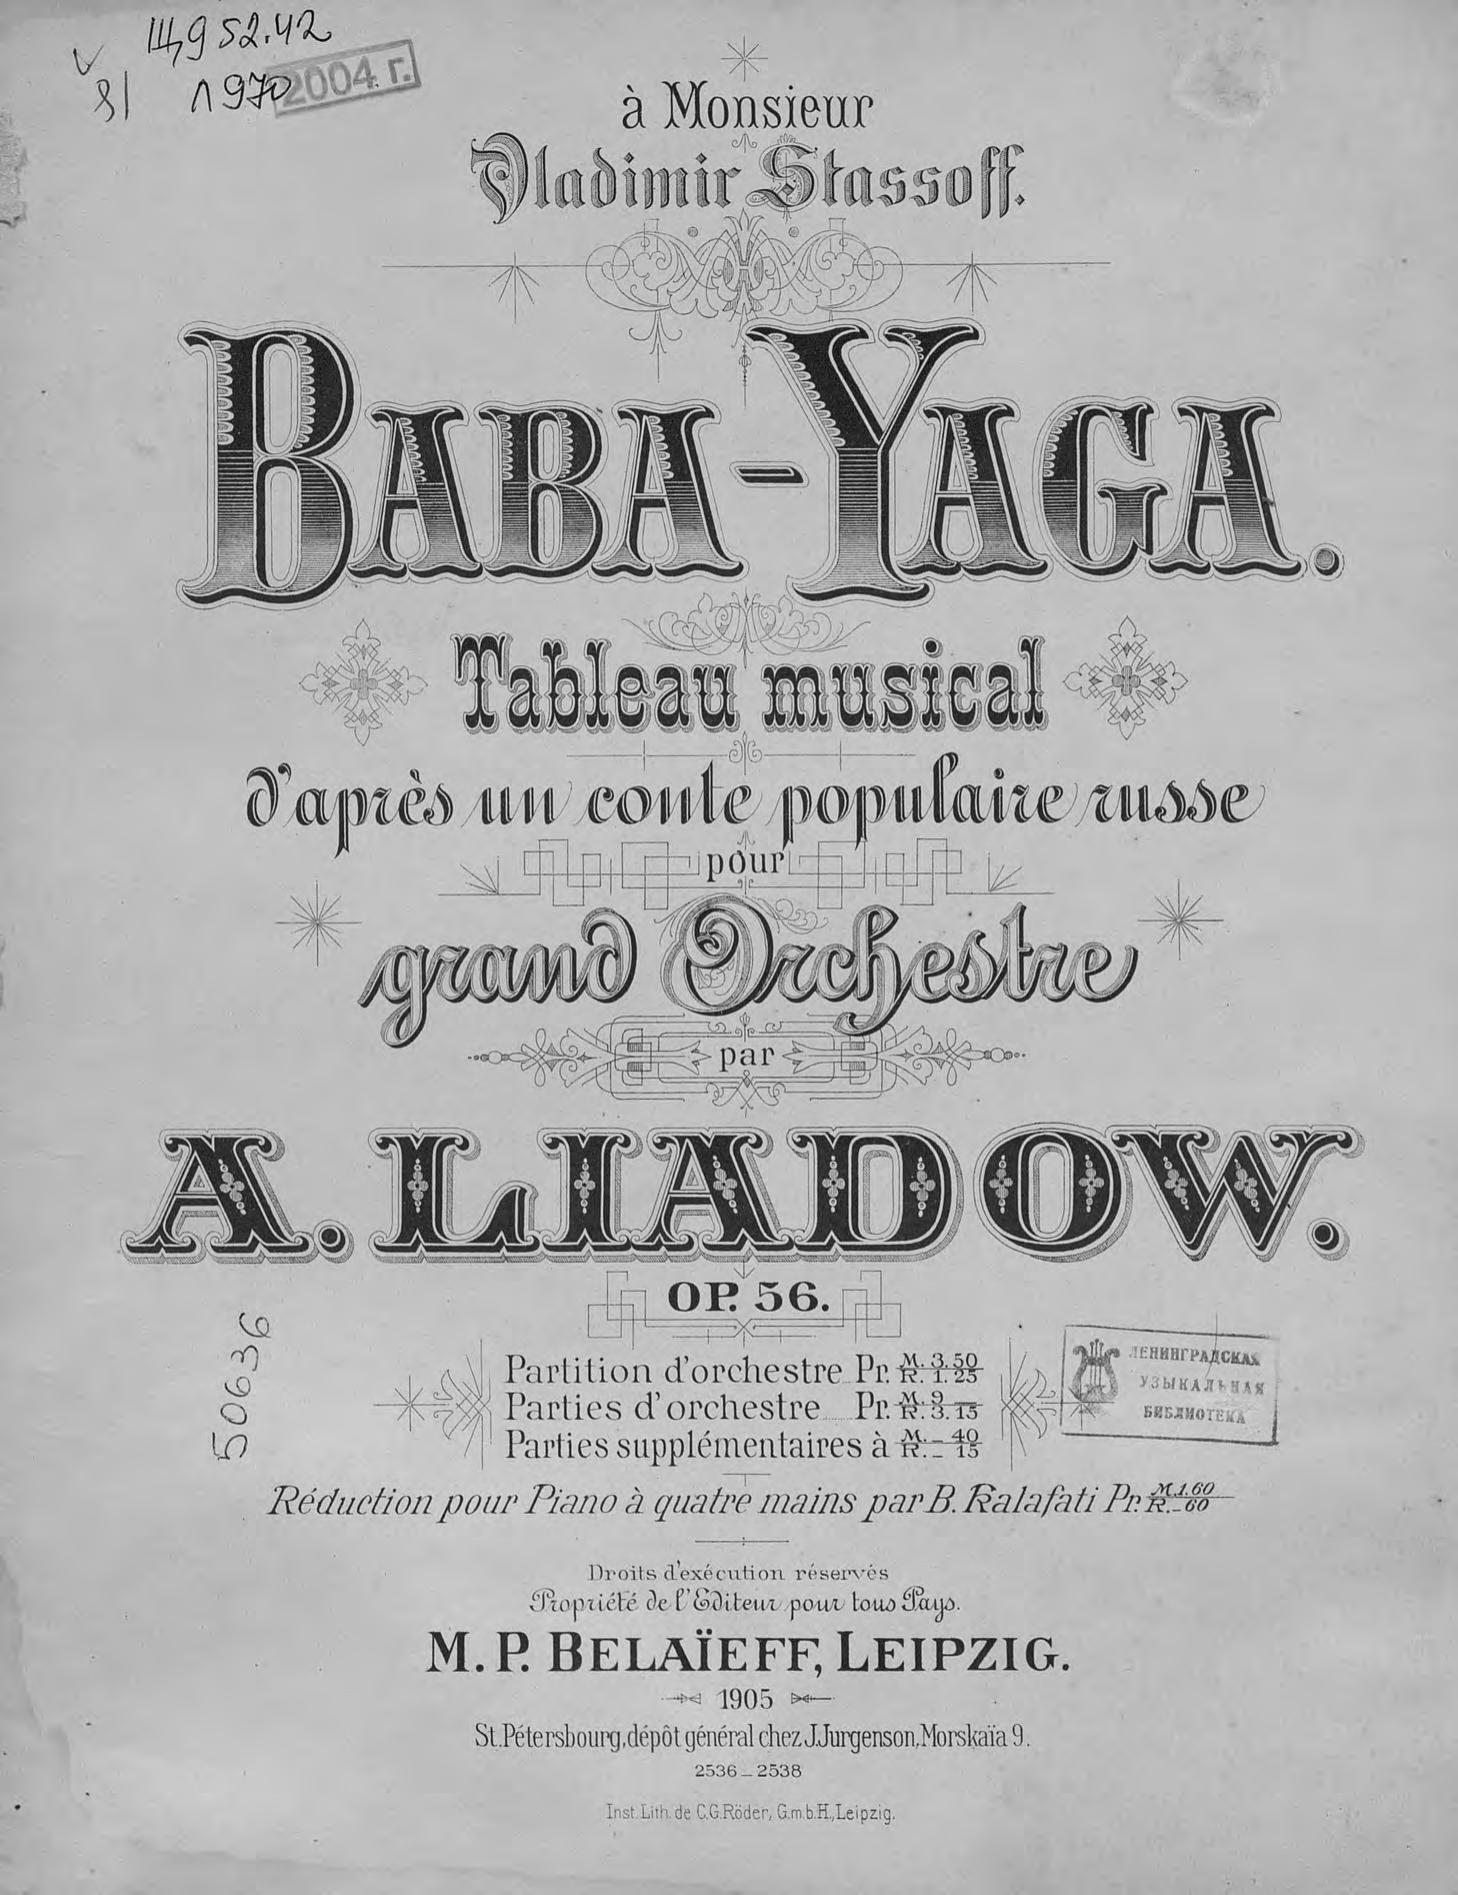 Щ952.42
81 Л970
2004 г.
à Monsieur
Vladimir Stassoff.
BABA-YAGA.
Tableau musical
d'après un conte populaire russe
pour
grand Orchestre
par
A. LIADOW.
OP. 56.
Partition d'orchestre Pr. M. 3.50 R. 1.25
Parties d'orchestre Pr. M. 9._ R. 3.15
Parties supplémentaires à M. _ 40 R. _ 15
Réduction pour Piano à quatre mains par B. Kalafati Pr. M. 1.60 R. _ 60
50636
ЛЕНИНГРАДСКАЯ
УЗЫКАЛЬНАЯ
БИБЛИОТЕКА
Droits d'exécution réservés
Propriété de l'Editeur pour tous Pays.
M. P. BELAÏEFF, LEIPZIG.
1905
St. Pétersbourg, dépôt général chez J. Jurgenson, Morskaïa 9.
2536_2538
Inst. Lith. de C.G. Röder, G.m.b.H., Leipzig.